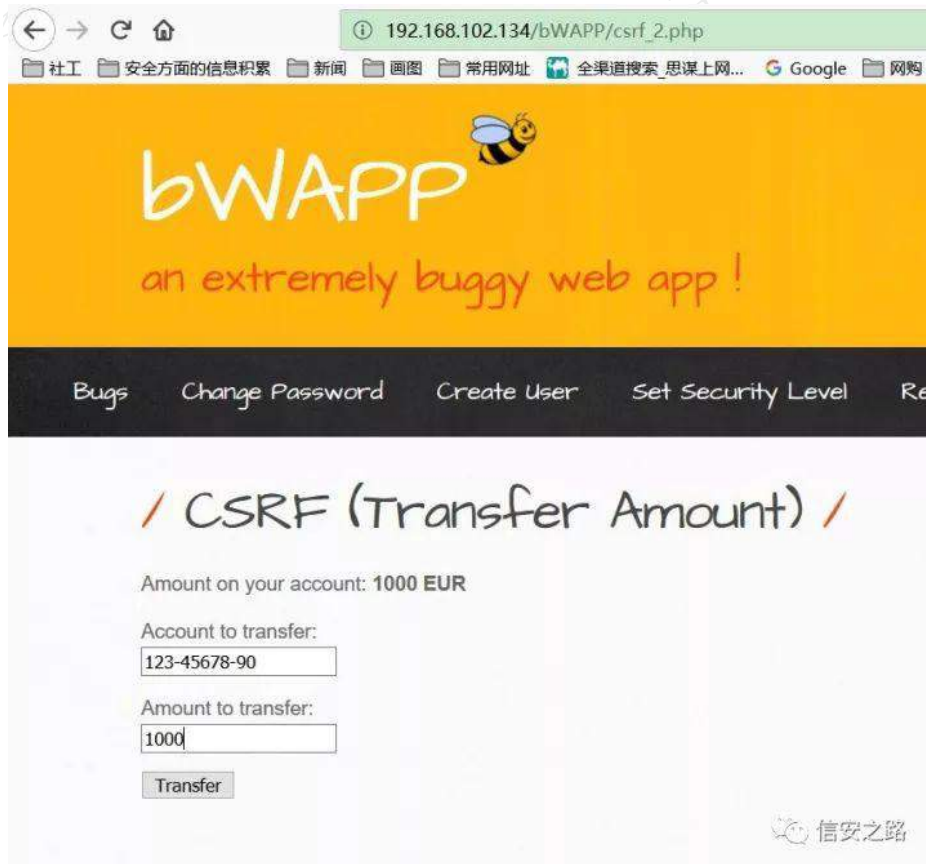 192.168.102.134/bWAPP/csrf_2.php
社工 安全方面的信息积累 新闻 画图 常用网址 全渠道搜索_思谋上网... Google 网购
bWAPP
an extremely buggy web app !
Bugs Change Password Create User Set Security Level Re
/ CSRF (Transfer Amount) /
Amount on your account: 1000 EUR
Account to transfer:
123-45678-90
Amount to transfer:
1000
Transfer
信安之路